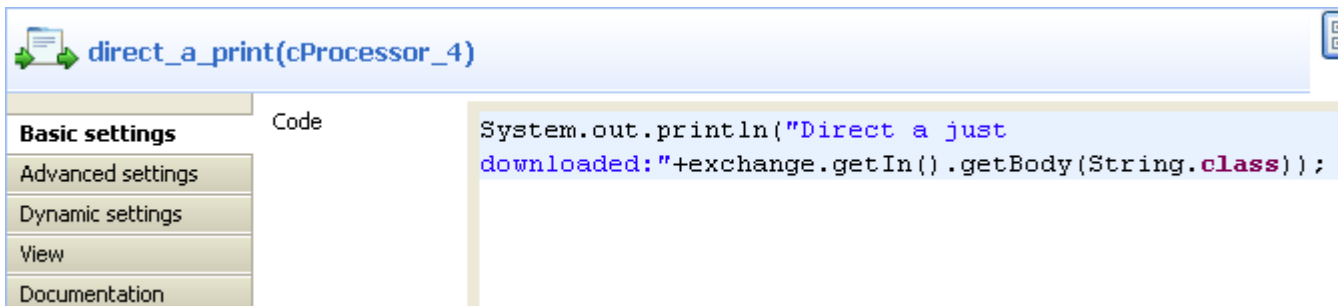 direct_a_print(cProcessor_4)
Basic settings
Code
System.out.println("Direct a just
downloaded:"+exchange.getIn().getBody(String.class));
Advanced settings
Dynamic settings
View
Documentation